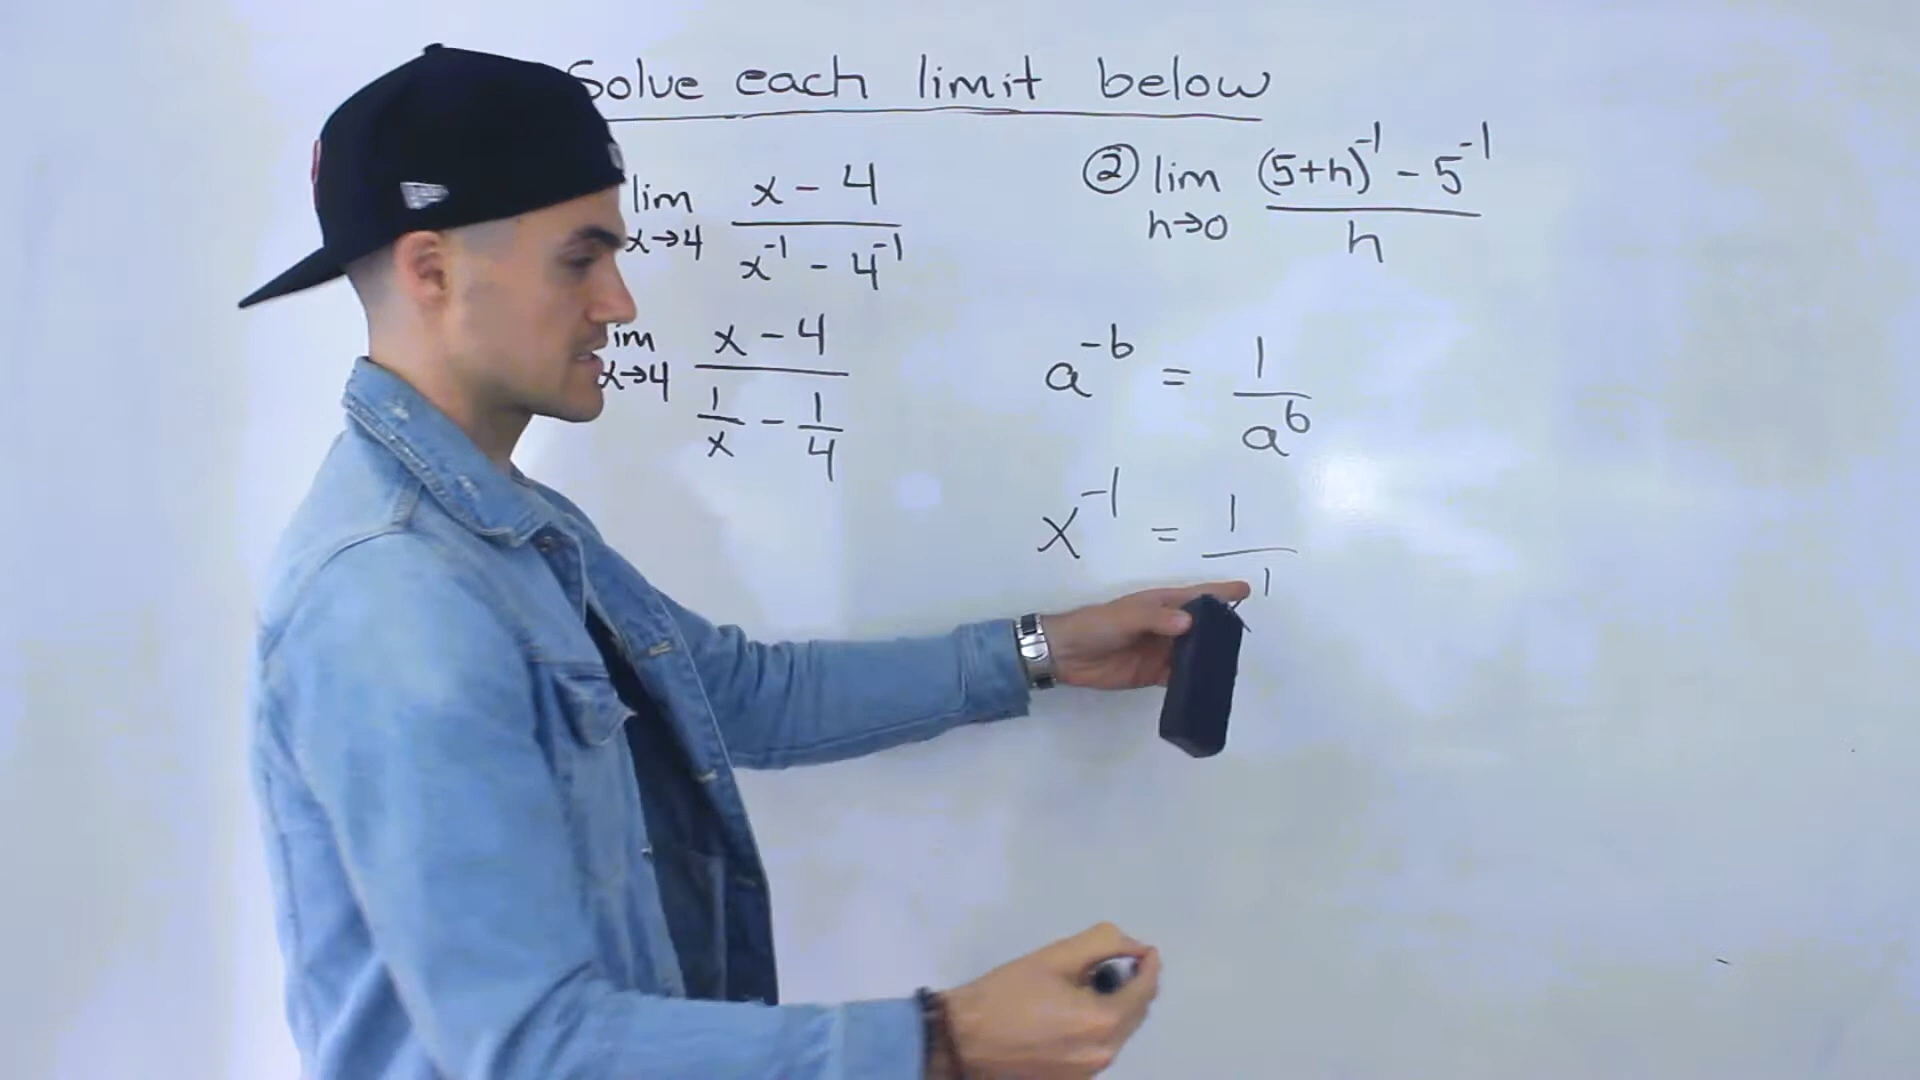 Solve each limit below
lim x→4 (x - 4)/(x⁻¹ - 4⁻¹)
② lim h→0 ((5+h)⁻¹ - 5⁻¹)/h
lim x→4 (x - 4)/(1/x - 1/4)
a⁻ᵇ = 1/aᵇ
x⁻¹ = 1/x¹